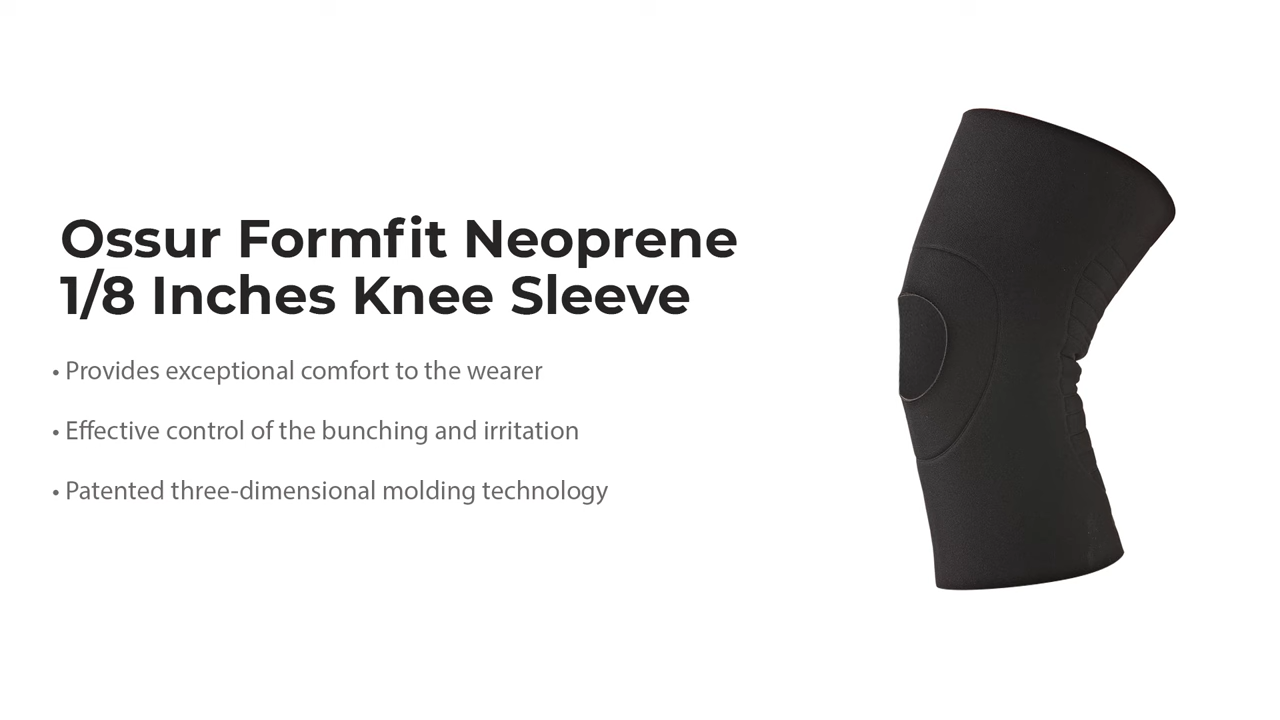 Ossur Formfit Neoprene
1/8 Inches Knee Sleeve
• Provides exceptional comfort to the wearer
• Effective control of the bunching and irritation
• Patented three-dimensional molding technology